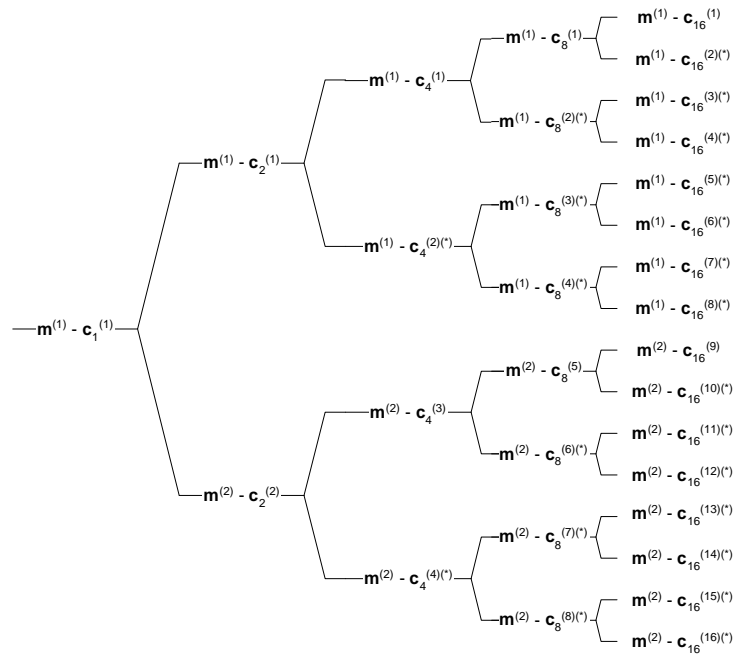 m(1) - c1(1)
m(1) - c2(1)
m(2) - c2(2)
m(1) - c4(1)
m(1) - c4(2)(*)
m(2) - c4(3)
m(2) - c4(4)(*)
m(1) - c8(1)
m(1) - c8(2)(*)
m(1) - c8(3)(*)
m(1) - c8(4)(*)
m(2) - c8(5)
m(2) - c8(6)(*)
m(2) - c8(7)(*)
m(2) - c8(8)(*)
m(1) - c16(1)
m(1) - c16(2)(*)
m(1) - c16(3)(*)
m(1) - c16(4)(*)
m(1) - c16(5)(*)
m(1) - c16(6)(*)
m(1) - c16(7)(*)
m(1) - c16(8)(*)
m(2) - c16(9)
m(2) - c16(10)(*)
m(2) - c16(11)(*)
m(2) - c16(12)(*)
m(2) - c16(13)(*)
m(2) - c16(14)(*)
m(2) - c16(15)(*)
m(2) - c16(16)(*)